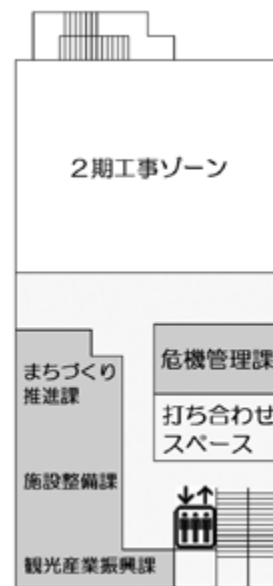 ２期工事ゾーン
危機管理課
まちづくり
推進課
打ち合わせ
スペース
施設整備課
観光産業振興課